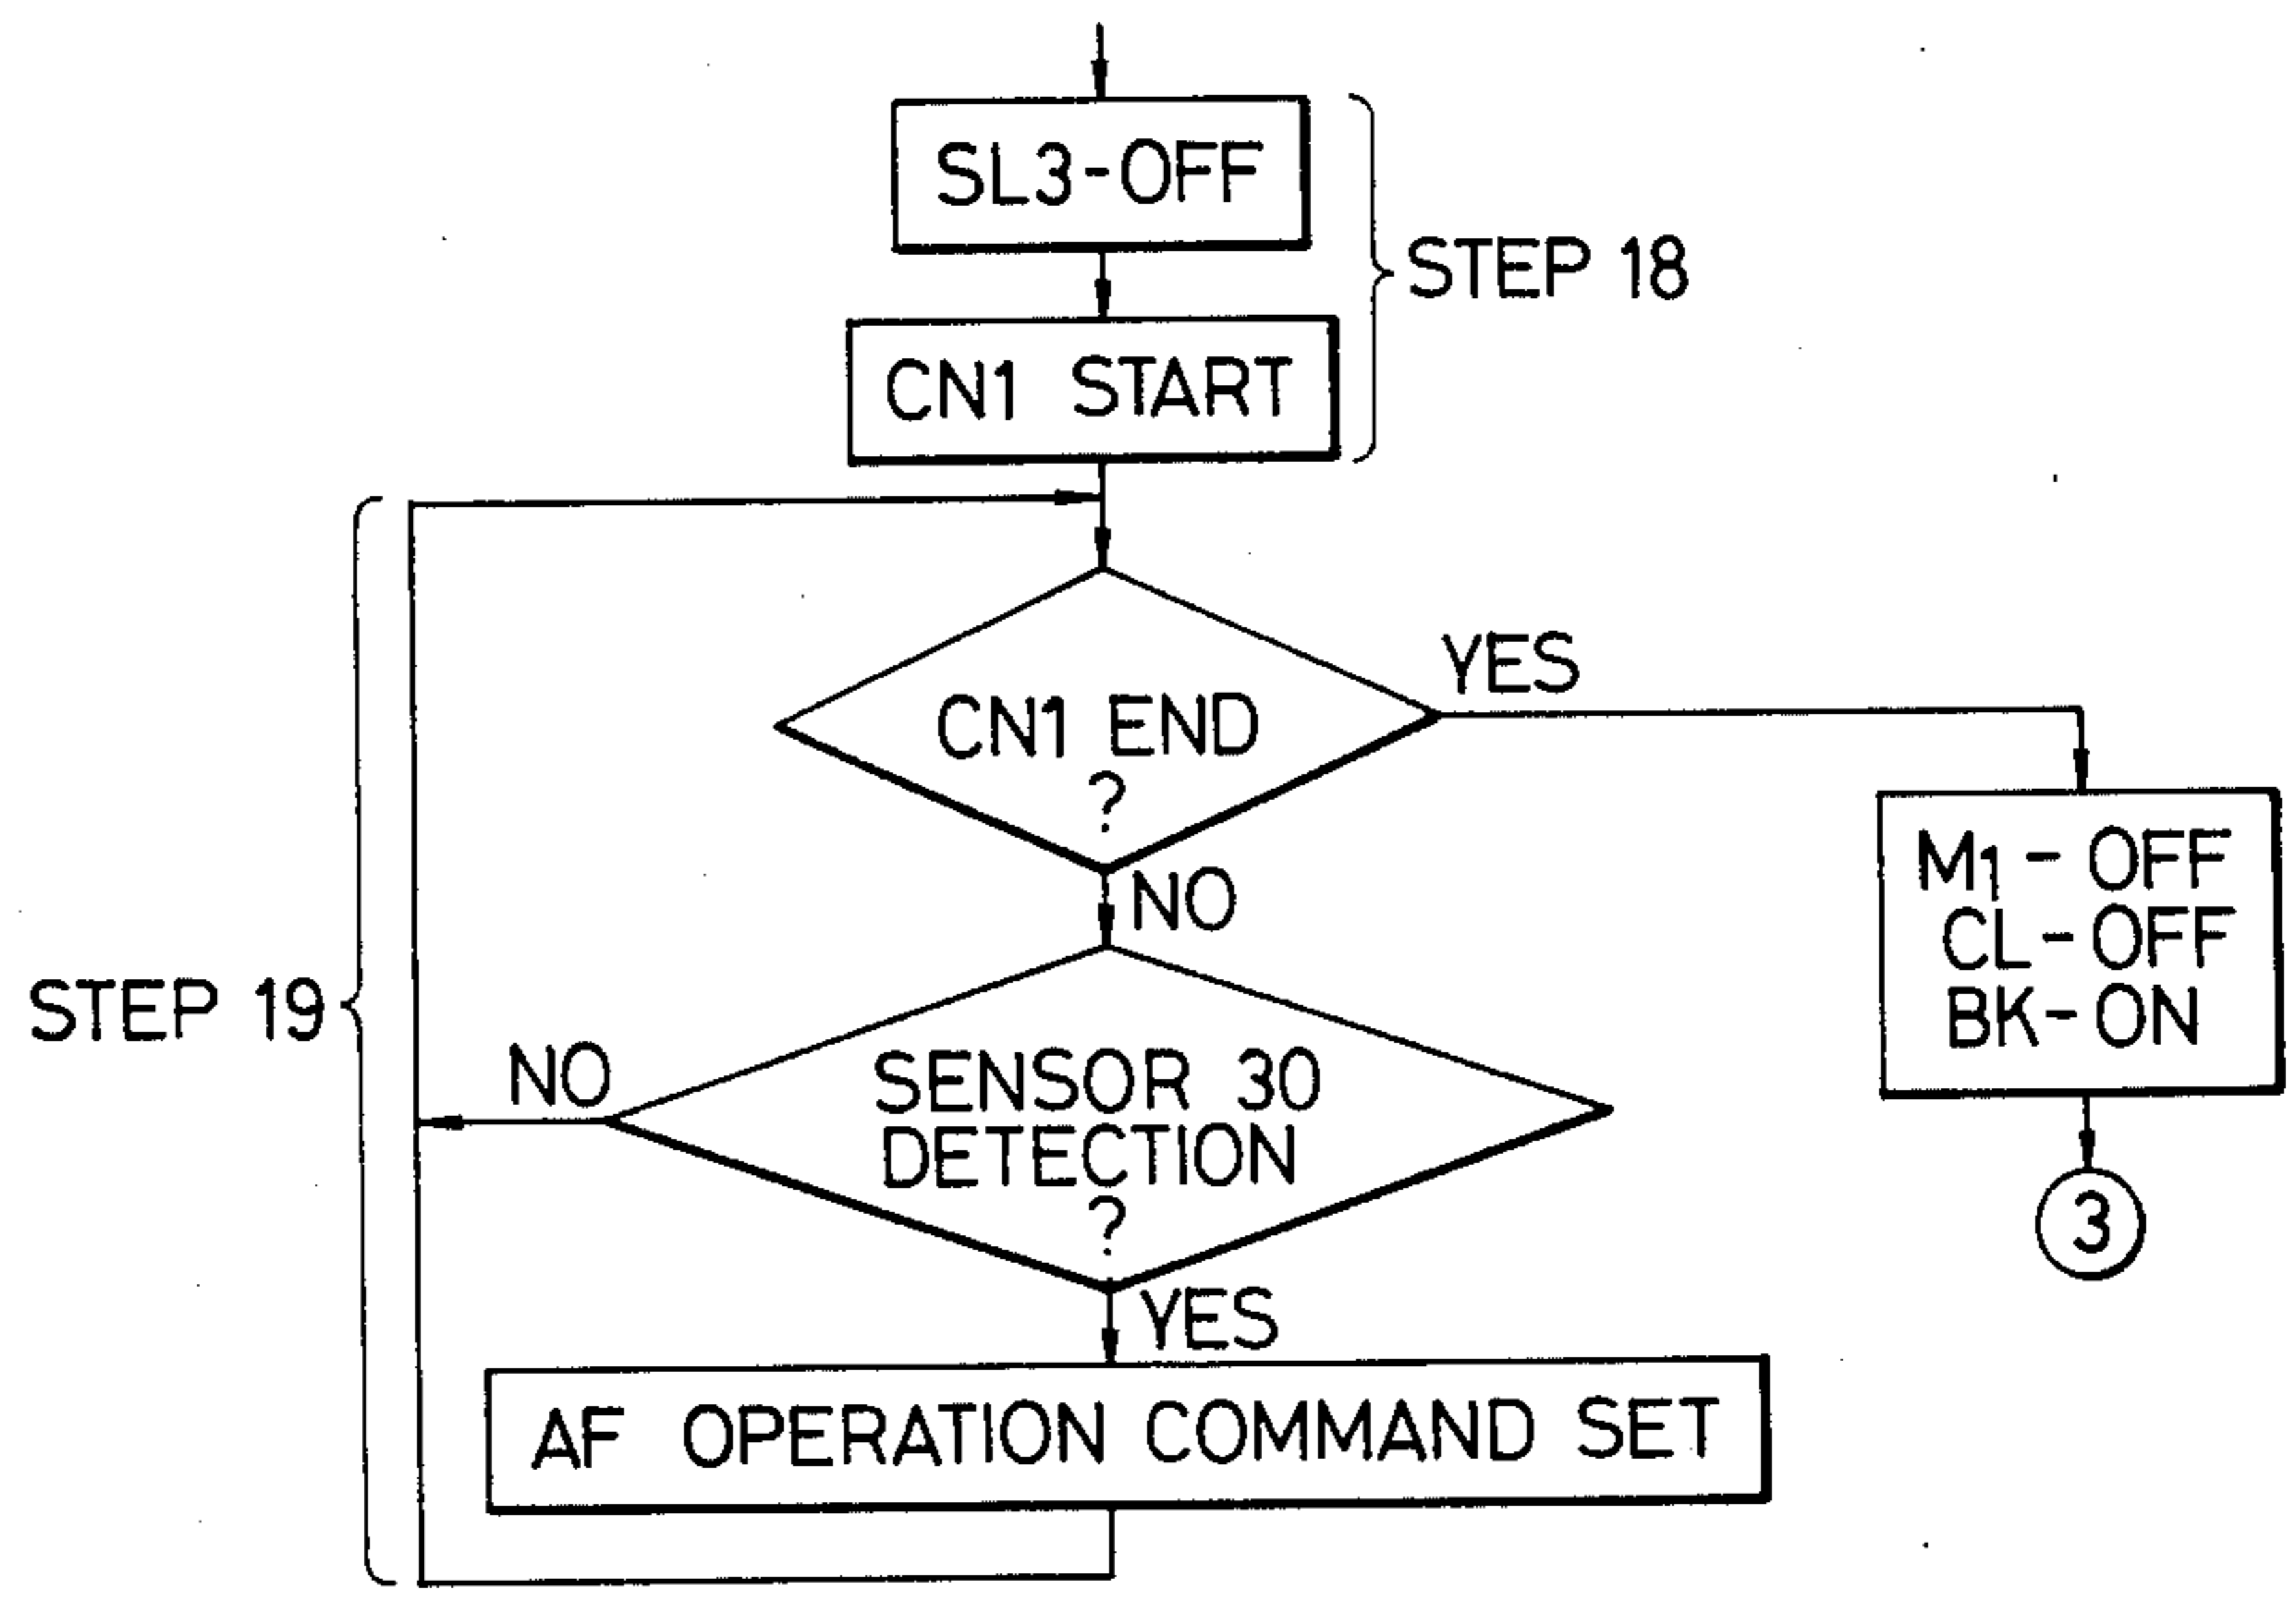 SL3-OFF
STEP 18
CN1 START
YES
CN1 END
?
NO
M1-OFF
CL-OFF
BK-ON
STEP 19
NO
SENSOR 30
DETECTION
?
3
YES
AF OPERATION COMMAND SET